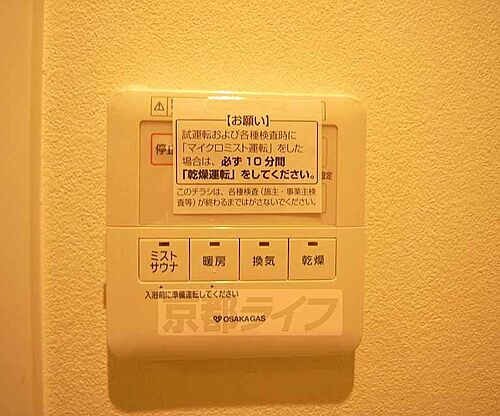 【お願い】
試運転および各種検査時に
「マイクロミスト運転」をした
場合は、必ず10分間
「乾燥運転」をしてください。
このチラシは、各種検査(施主・事業主検
査等)が終わるまではがさないでください。
停止
設定
ミスト サウナ 暖房 換気 乾燥
入浴前に準備運転してください
京都ライフ
OSAKA GAS